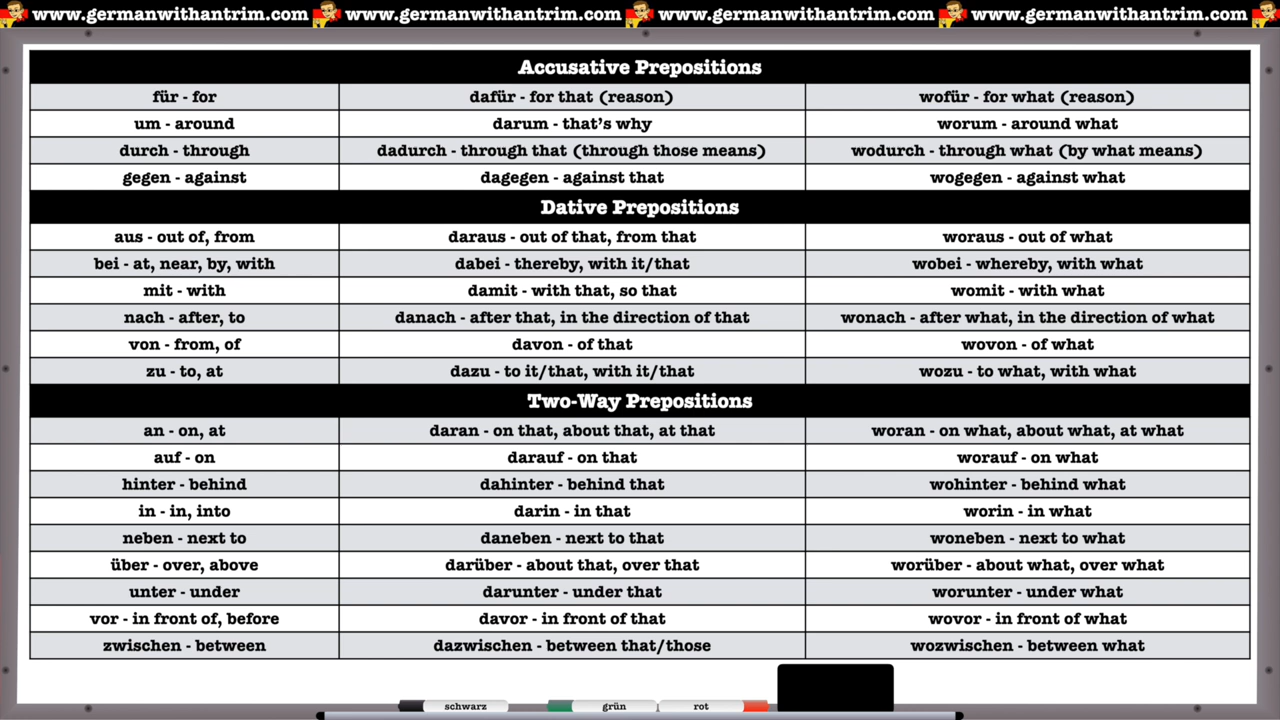 www.germanwithantrim.com www.germanwithantrim.com www.germanwithantrim.com www.germanwithantrim.com
Accusative Prepositions
für - for dafür - for that (reason) wofür - for what (reason)
um - around darum - that's why worum - around what
durch - through dadurch - through that (through those means) wodurch - through what (by what means)
gegen - against dagegen - against that wogegen - against what
Dative Prepositions
aus - out of, from daraus - out of that, from that woraus - out of what
bei - at, near, by, with dabei - thereby, with it/that wobei - whereby, with what
mit - with damit - with that, so that womit - with what
nach - after, to danach - after that, in the direction of that wonach - after what, in the direction of what
von - from, of davon - of that wovon - of what
zu - to, at dazu - to it/that, with it/that wozu - to what, with what
Two-Way Prepositions
an - on, at daran - on that, about that, at that woran - on what, about what, at what
auf - on darauf - on that worauf - on what
hinter - behind dahinter - behind that wohinter - behind what
in - in, into darin - in that worin - in what
neben - next to daneben - next to that woneben - next to what
über - over, above darüber - about that, over that worüber - about what, over what
unter - under darunter - under that worunter - under what
vor - in front of, before davor - in front of that wovor - in front of what
zwischen - between dazwischen - between that/those wozwischen - between what
schwarz grün rot